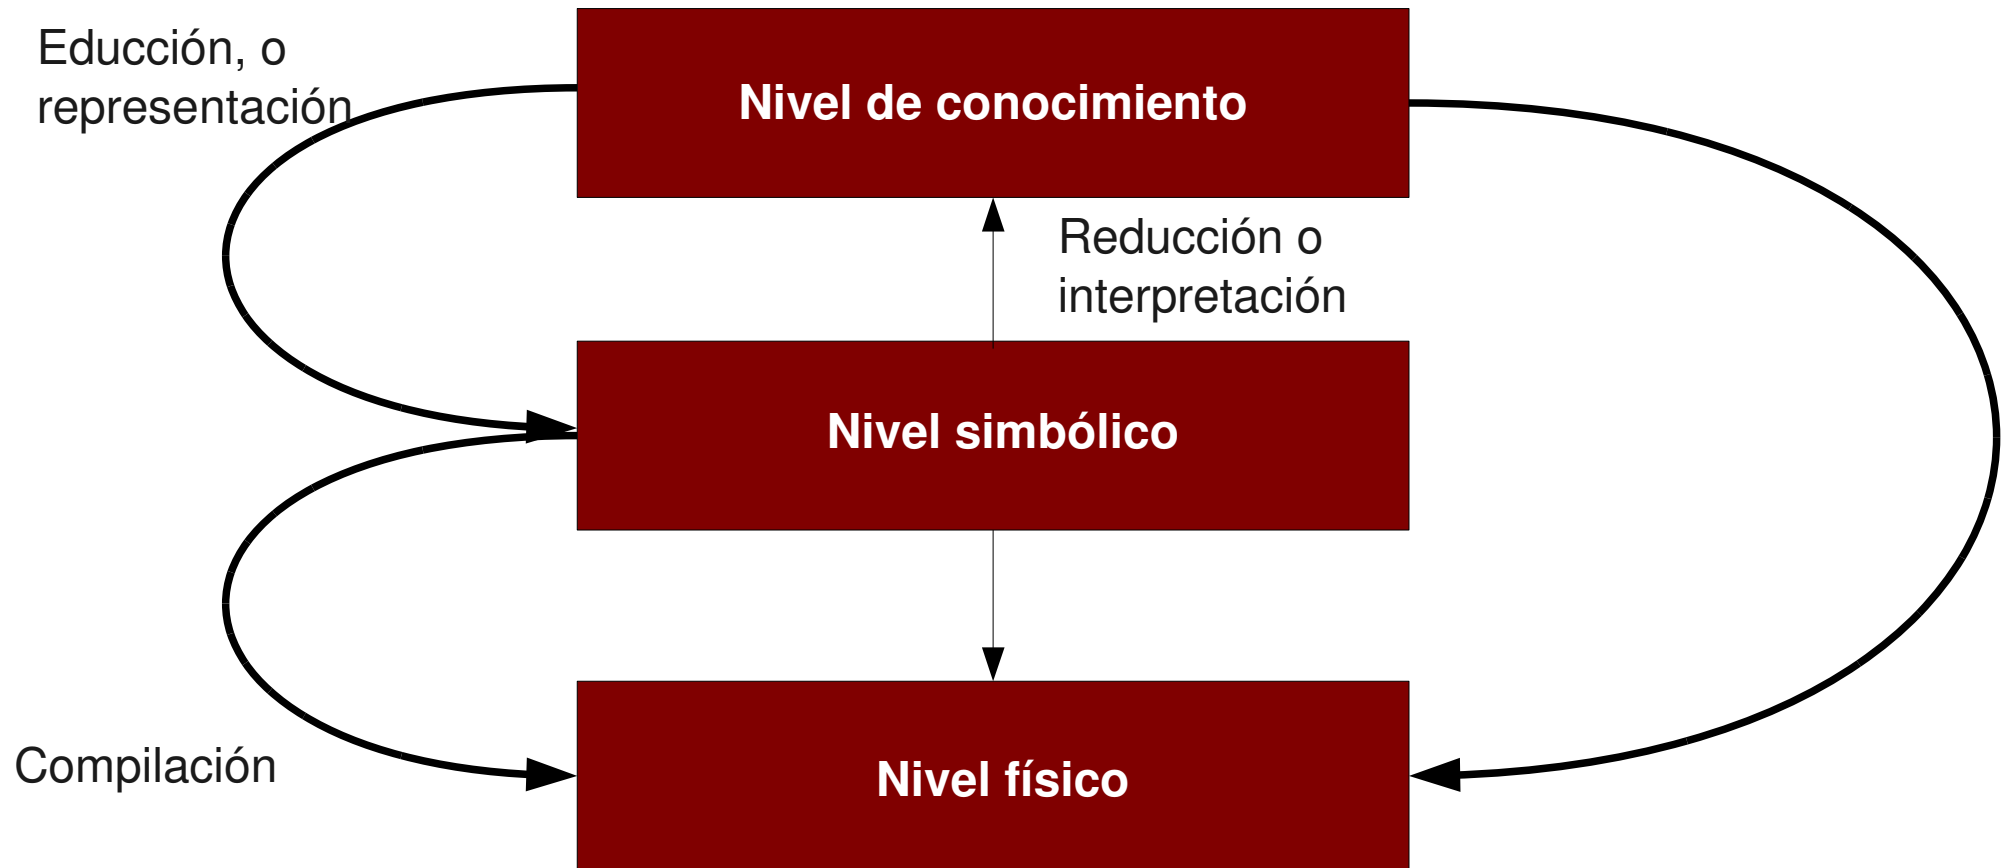 Educción, o
representación
Nivel de conocimiento
Reducción o
interpretación
Nivel simbólico
Compilación
Nivel físico